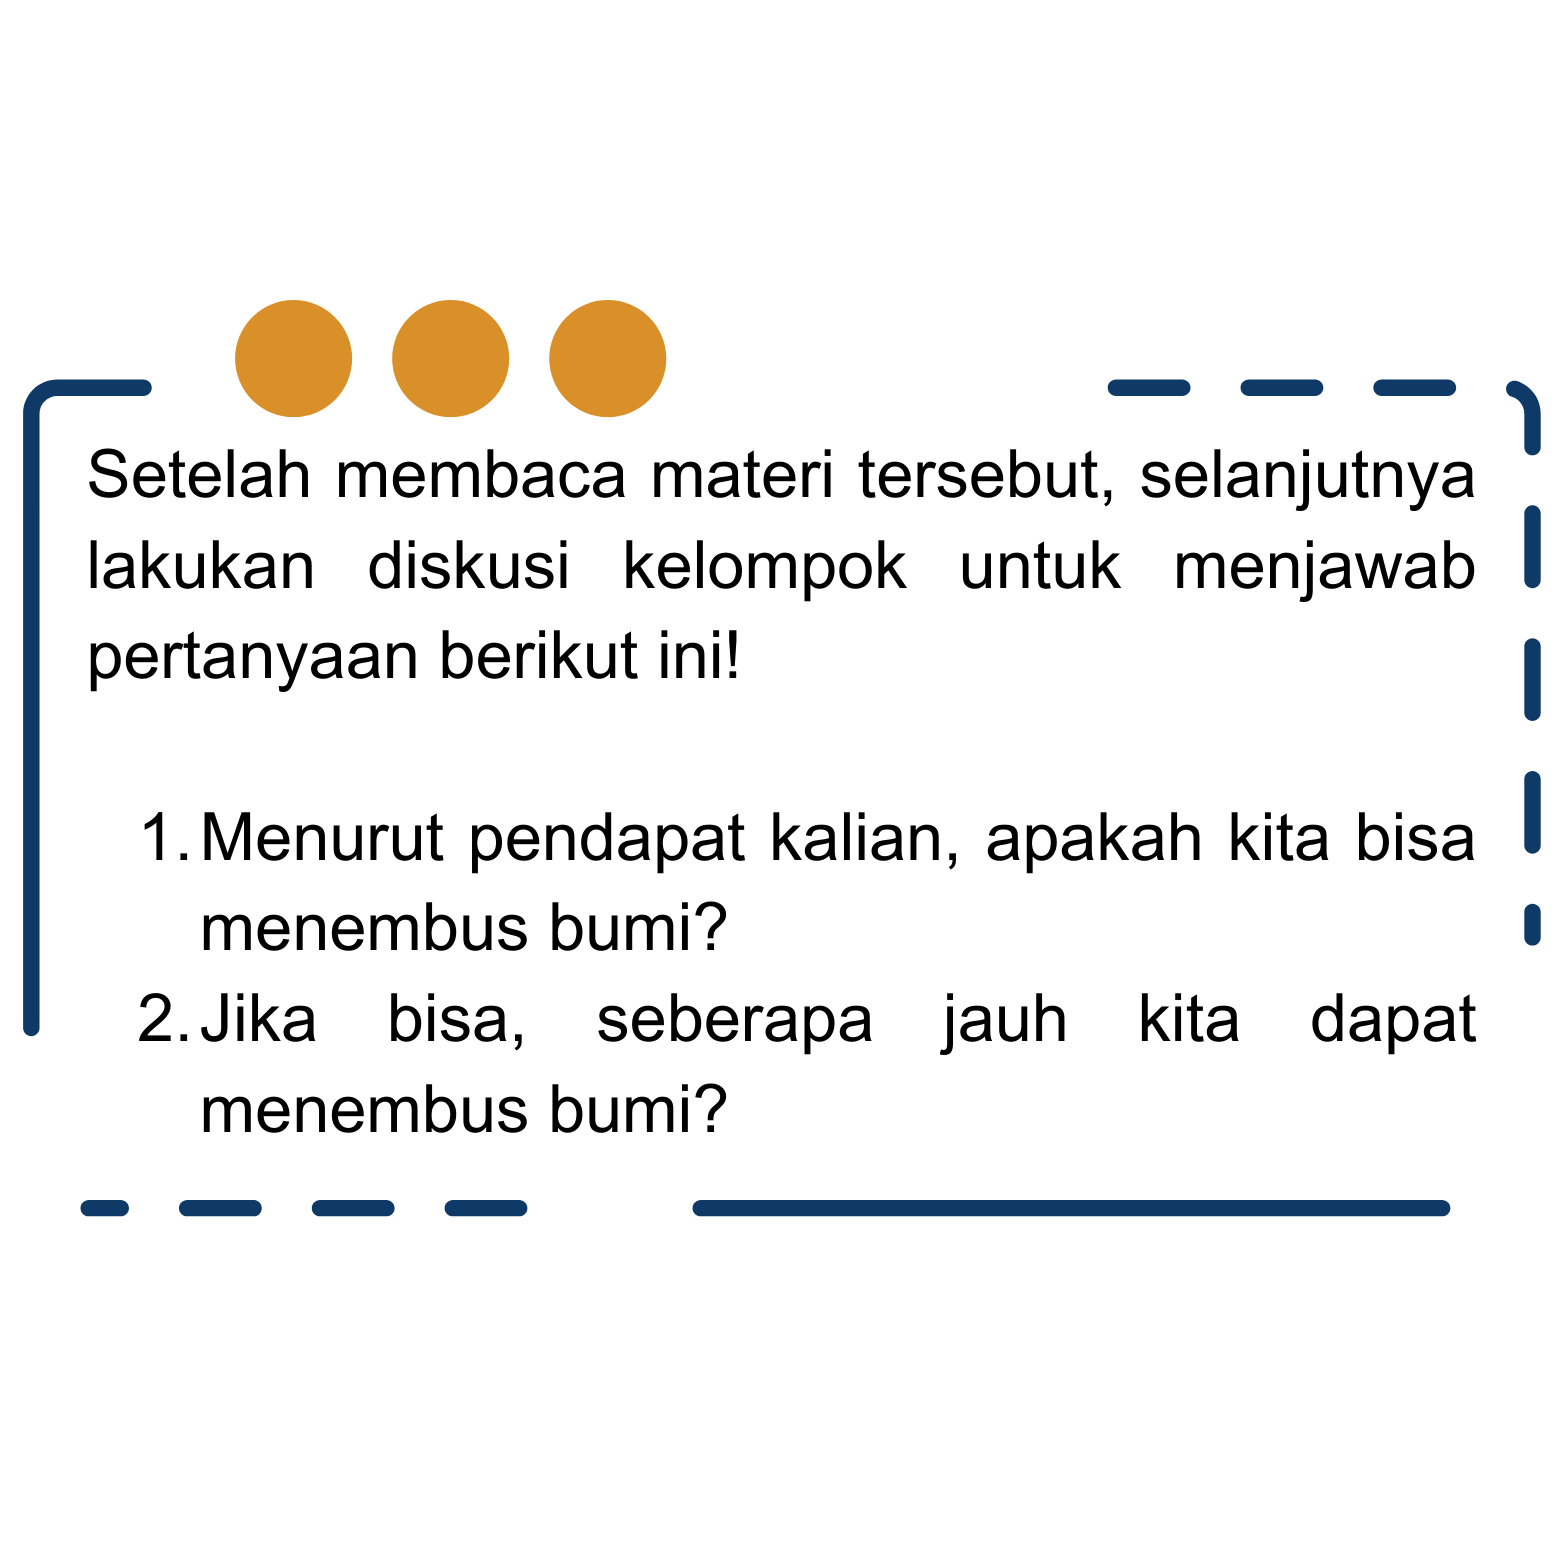 Setelah membaca materi tersebut, selanjutnya
lakukan diskusi kelompok untuk menjawab
pertanyaan berikut ini!
1. Menurut pendapat kalian, apakah kita bisa
menembus bumi?
2. Jika bisa, seberapa jauh kita dapat
menembus bumi?